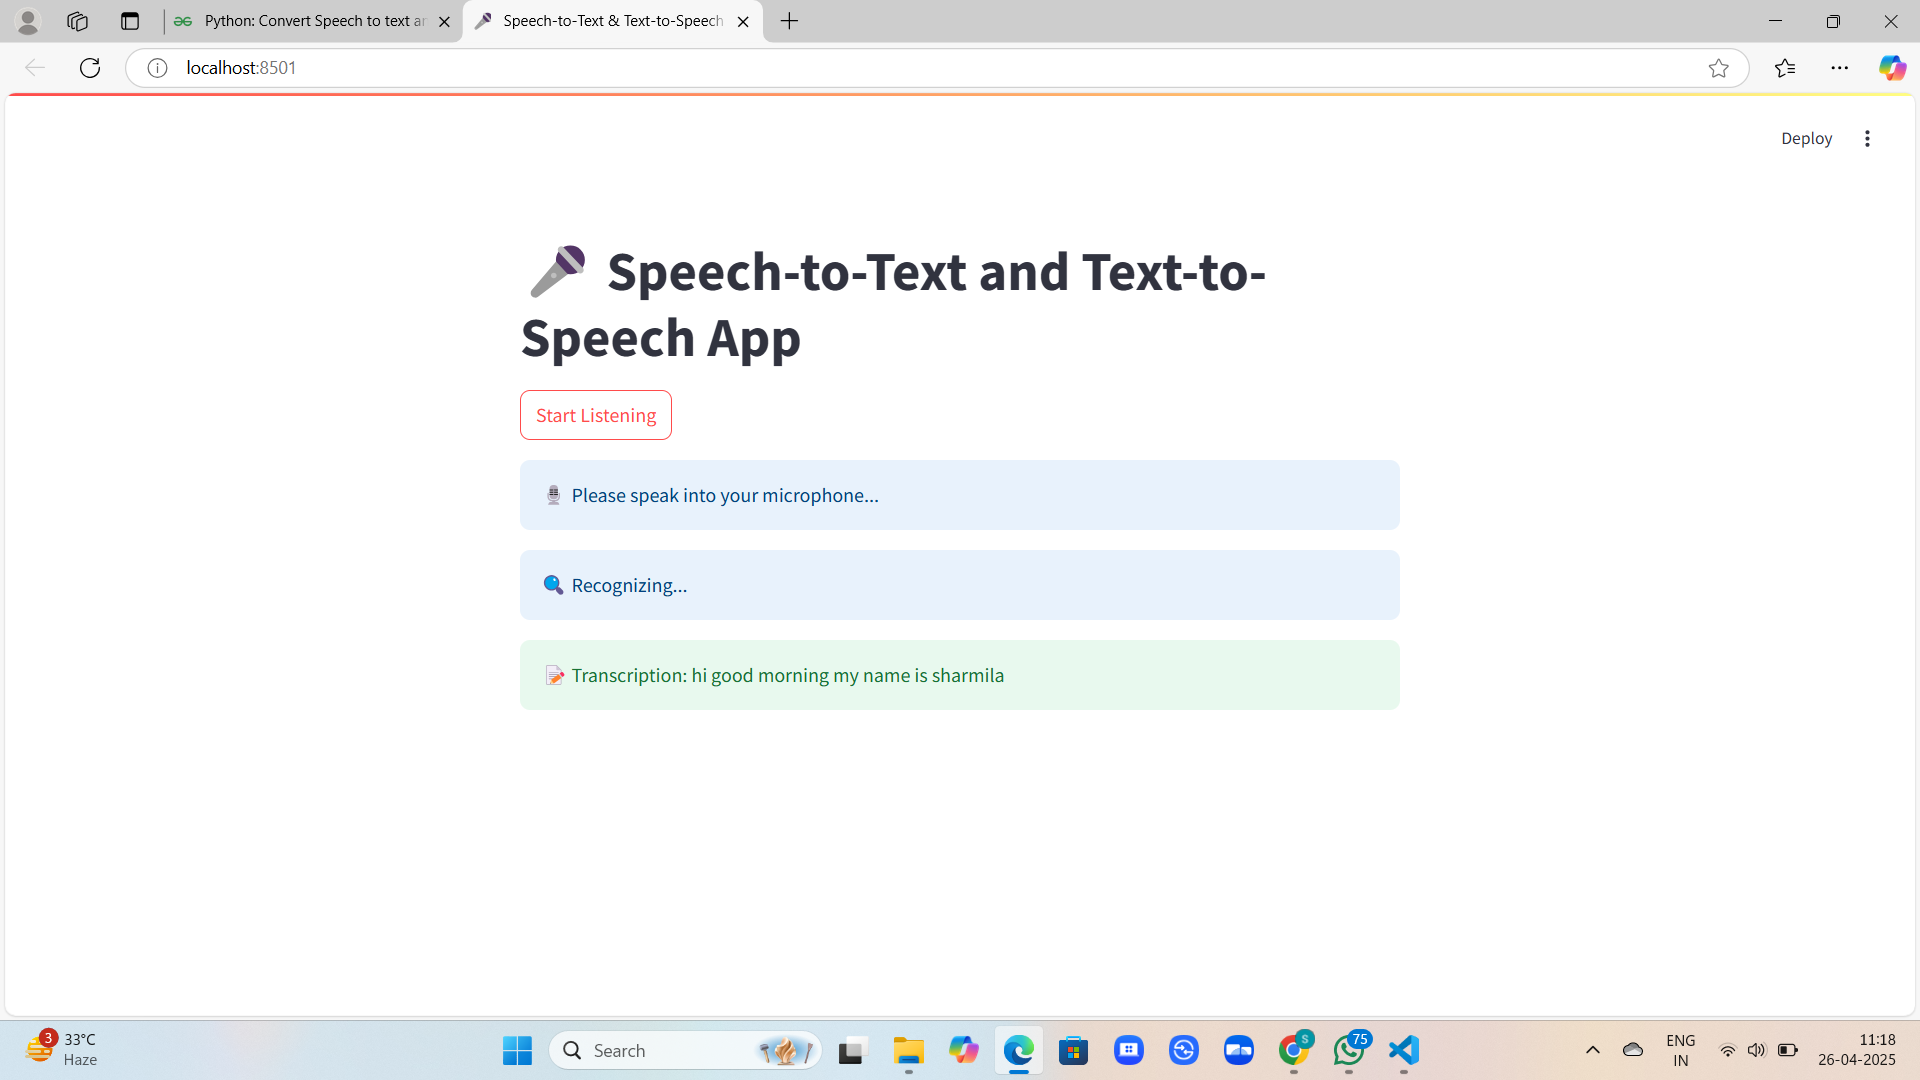 Python: Convert Speech to text an
Speech-to-Text & Text-to-Speech
localhost:8501
Deploy
Speech-to-Text and Text-to-
Speech App
Start Listening
Please speak into your microphone...
Recognizing...
Transcription: hi good morning my name is sharmila
3
33°C
Haze
Search
S
75
ENG
IN
11:18
26-04-2025